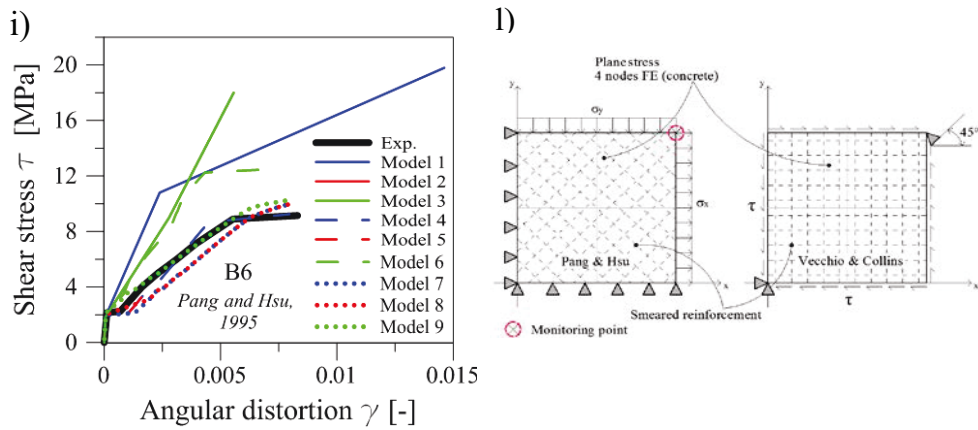 i)
Shear stress τ [MPa]
20
16
12
8
4
0
Exp.
Model 1
Model 2
Model 3
Model 4
Model 5
Model 6
Model 7
Model 8
Model 9
B6
Pang and Hsu,
1995
0
0.005
0.01
0.015
Angular distortion γ [-]
l)
Plane stress
4 nodes FE (concrete)
y
σy
σx
Pang & Hsu
x
Monitoring point
Smeared reinforcement
y
45°
τ
Vecchio & Collins
x
τ